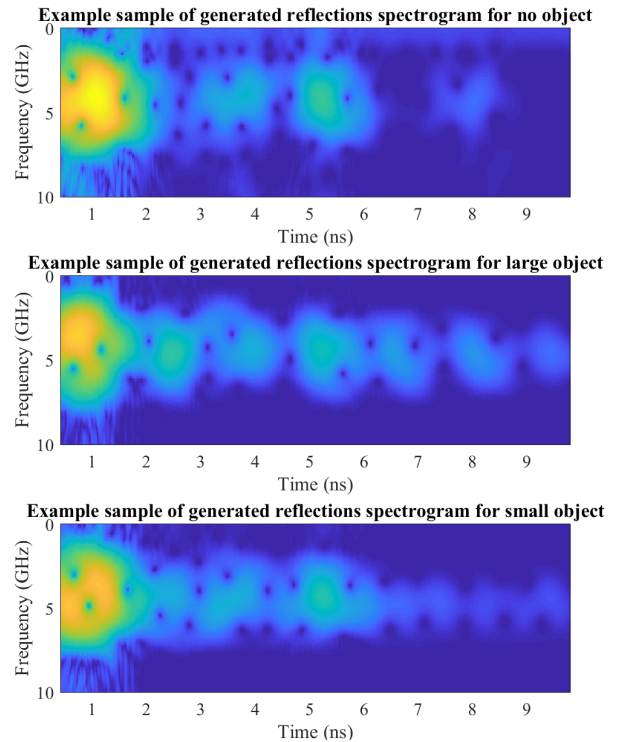 Example sample of generated reflections spectrogram for no object
0
5
10
Frequency (GHz)
1 2 3 4 5 6 7 8 9
Time (ns)
Example sample of generated reflections spectrogram for large object
0
5
10
Frequency (GHz)
1 2 3 4 5 6 7 8 9
Time (ns)
Example sample of generated reflections spectrogram for small object
0
5
10
Frequency (GHz)
1 2 3 4 5 6 7 8 9
Time (ns)